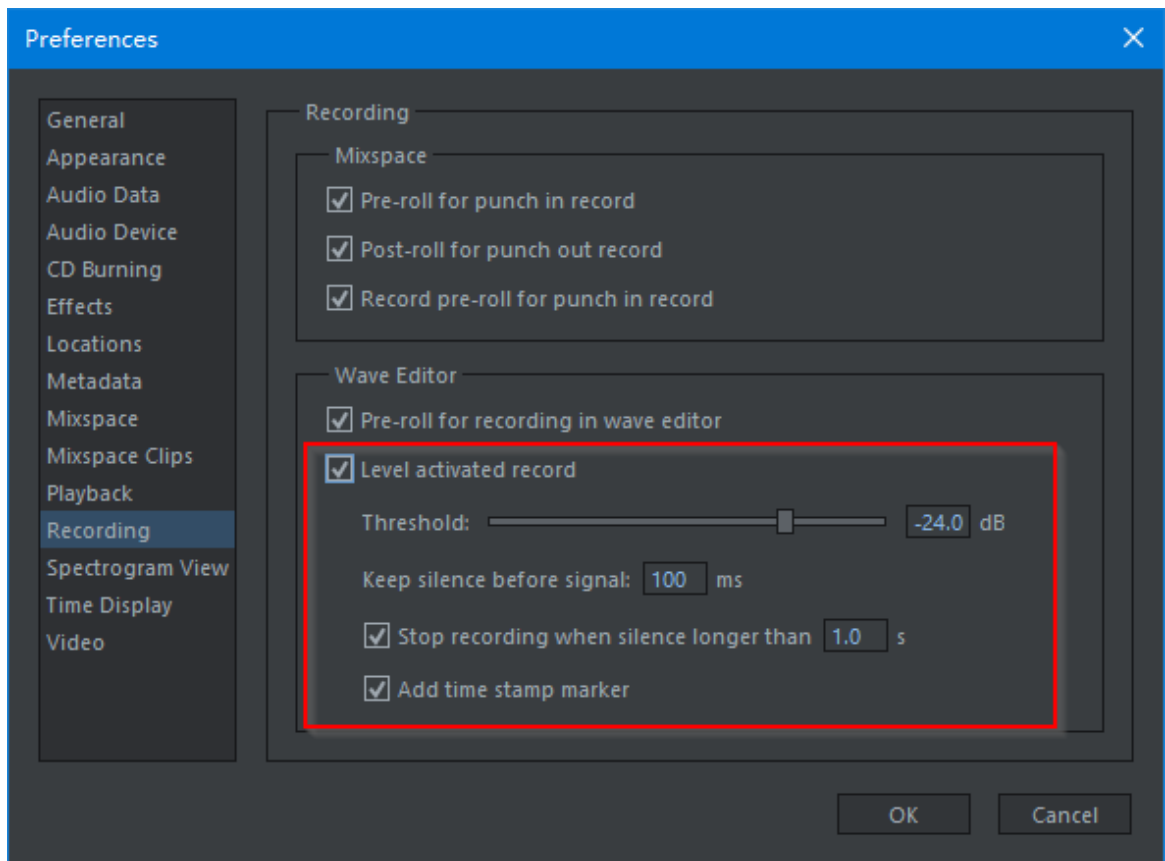 Preferences
General
Appearance
Audio Data
Audio Device
CD Burning
Effects
Locations
Metadata
Mixspace
Mixspace Clips
Playback
Recording
Spectrogram View
Time Display
Video
Recording
Mixspace
Pre-roll for punch in record
Post-roll for punch out record
Record pre-roll for punch in record
Wave Editor
Pre-roll for recording in wave editor
Level activated record
Threshold: -24.0 dB
Keep silence before signal: 100 ms
Stop recording when silence longer than 1.0 s
Add time stamp marker
OK Cancel